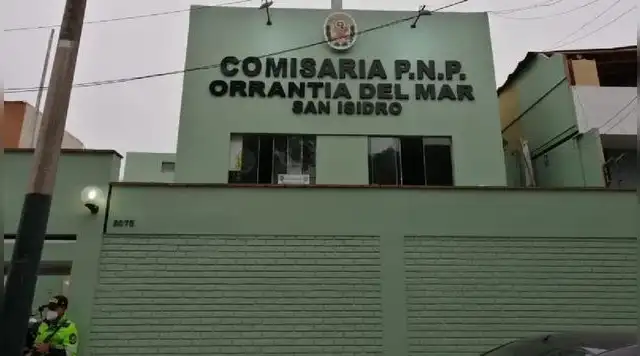 COMISARIA P.N.P.
ORRANTIA DEL MAR
SAN ISIDRO